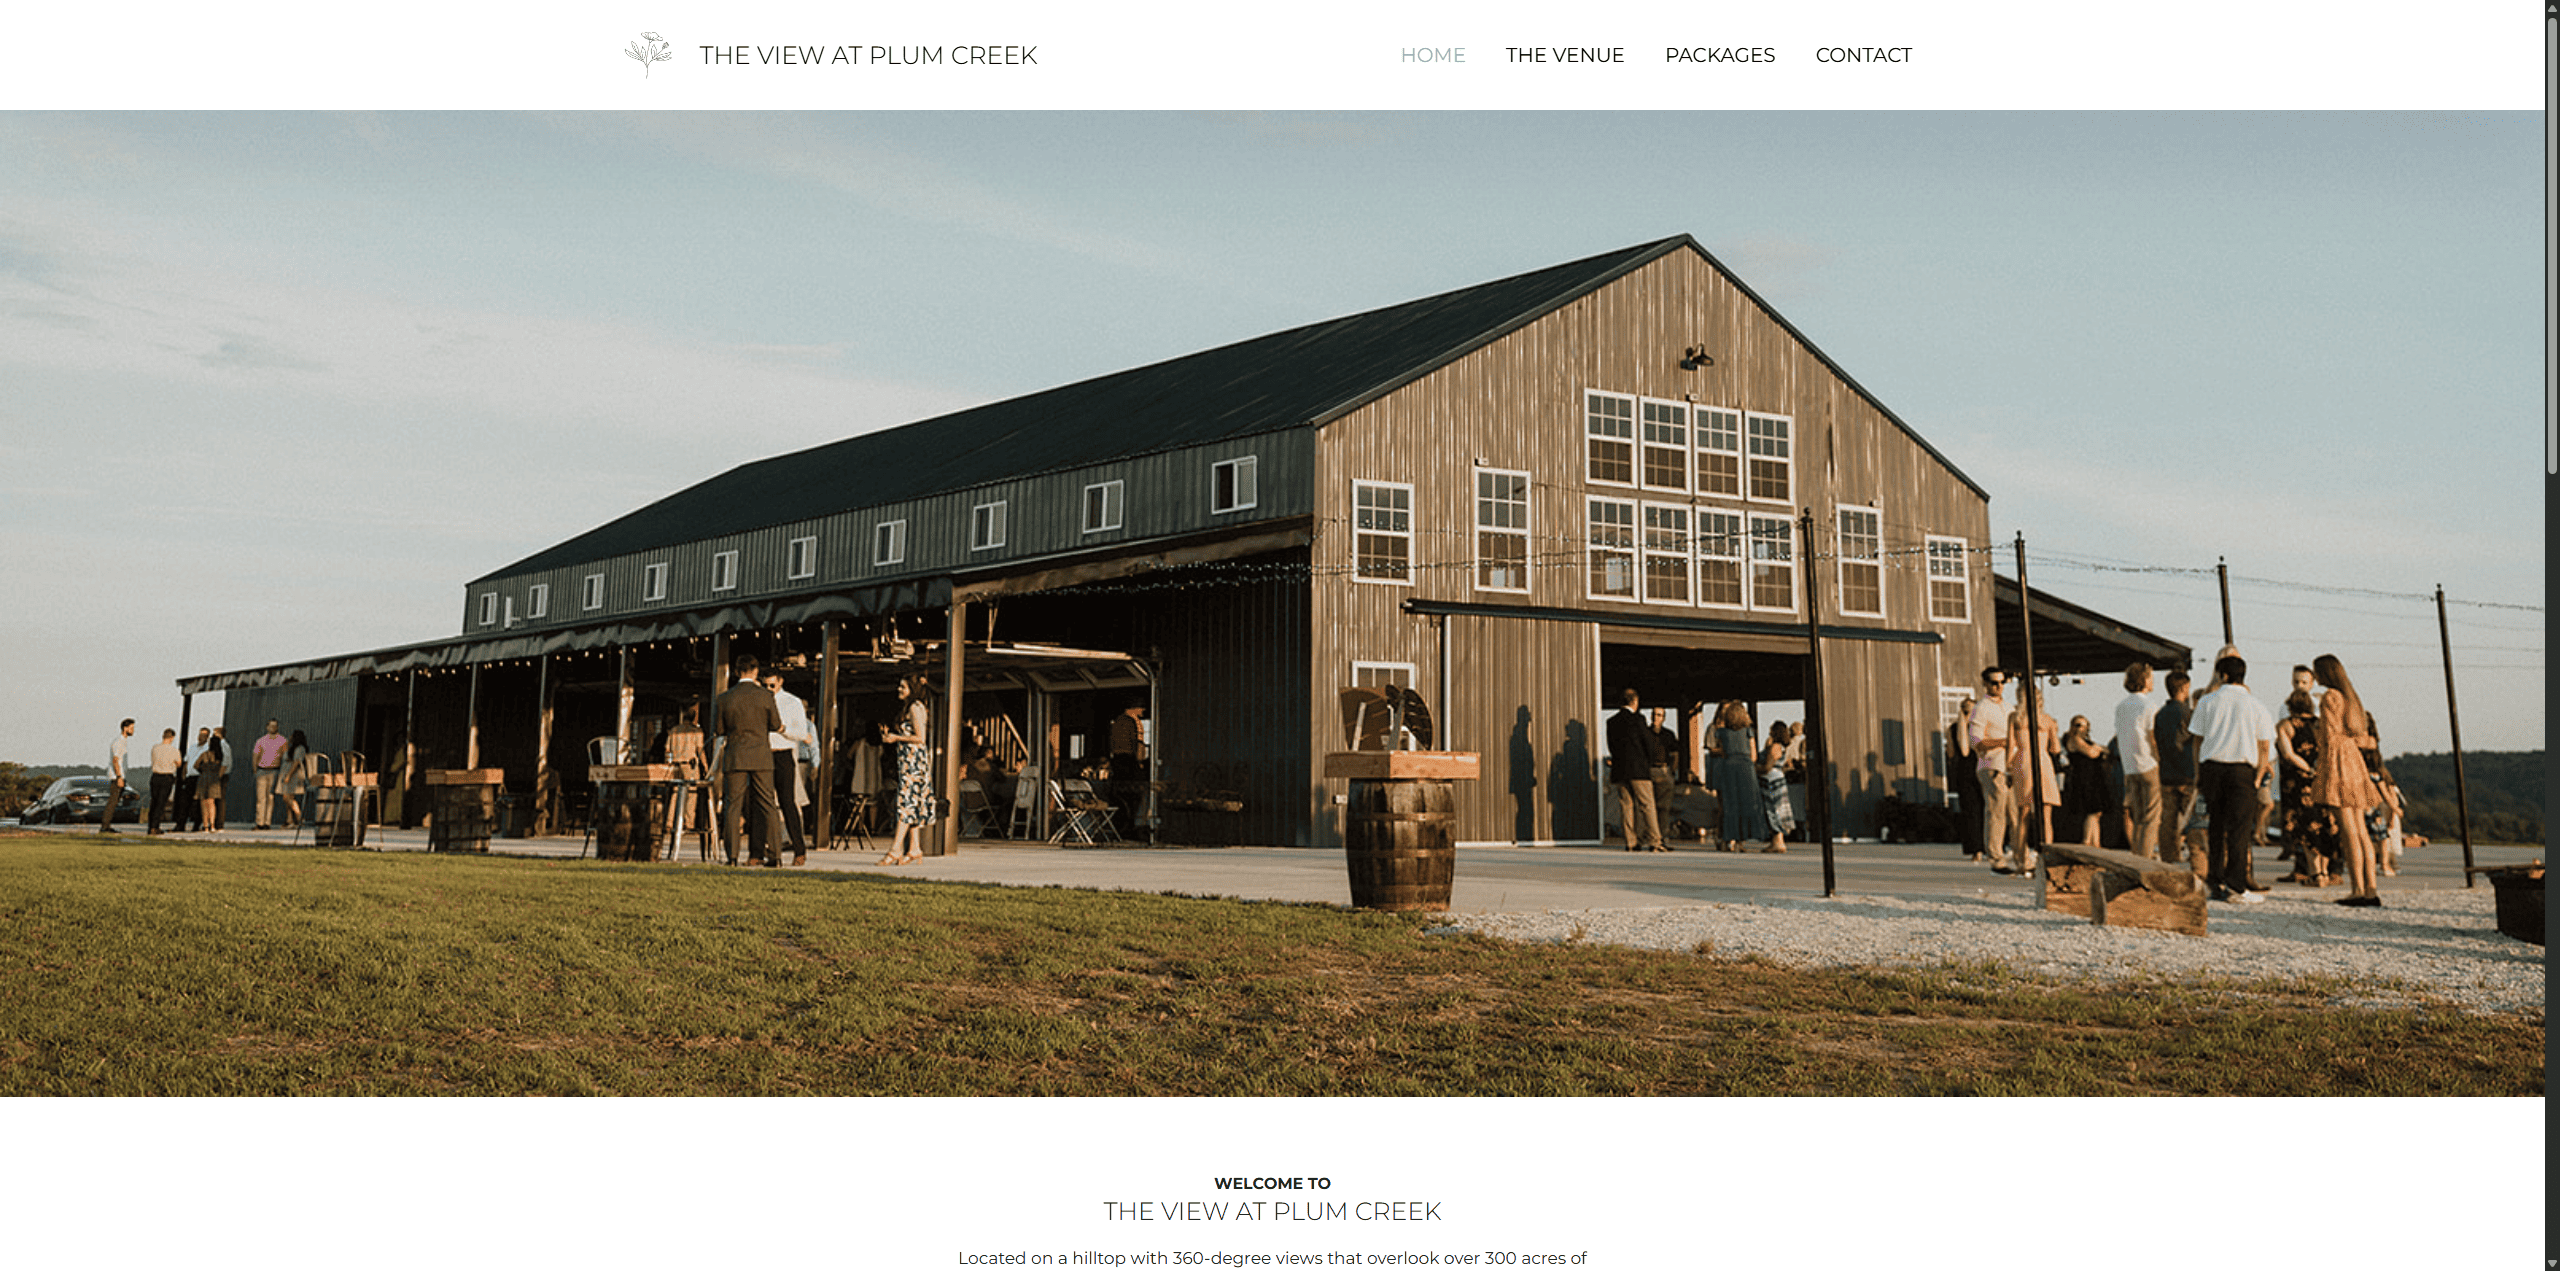 THE VIEW AT PLUM CREEK
HOME THE VENUE PACKAGES CONTACT
WELCOME TO
THE VIEW AT PLUM CREEK
Located on a hilltop with 360-degree views that overlook over 300 acres of